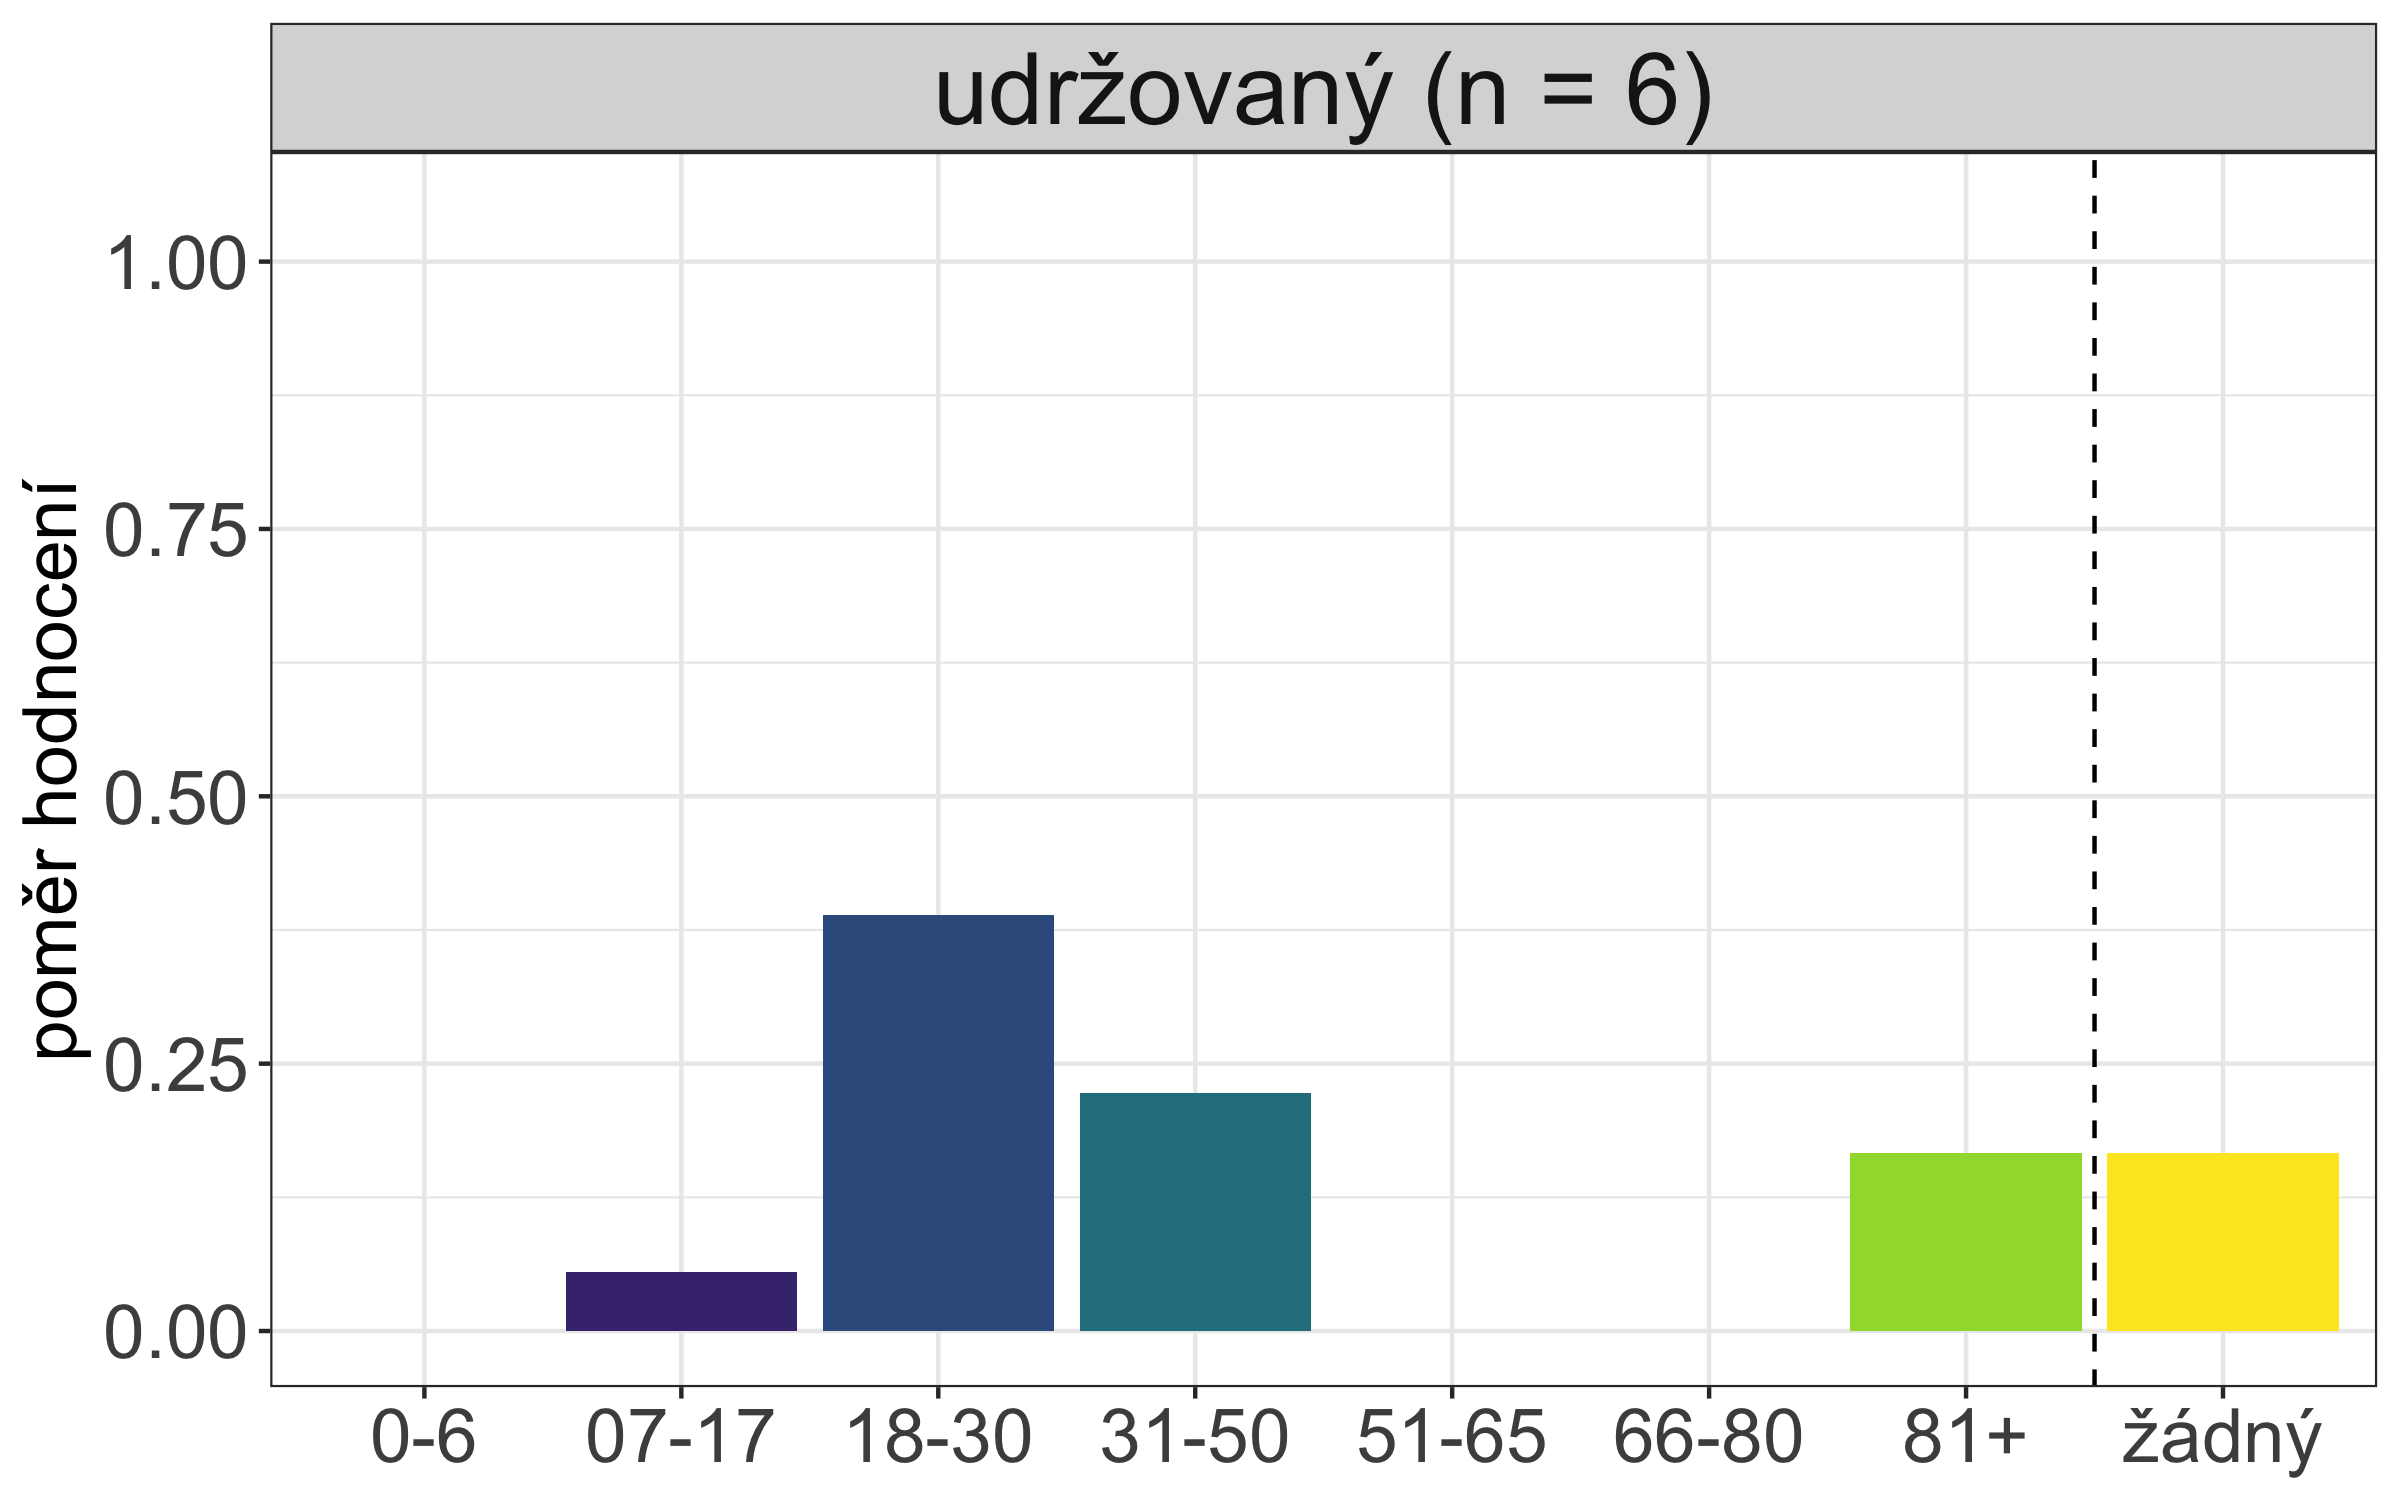 udržovaný (n = 6)
poměr hodnocení
1.00
0.75
0.50
0.25
0.00
0-6 07-17 18-30 31-50 51-65 66-80 81+ žádný